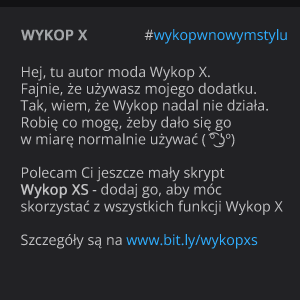 WYKOP X #wykopwnowymstylu
Hej, tu autor moda Wykop X.
Fajnie, że używasz mojego dodatku.
Tak, wiem, że Wykop nadal nie działa.
Robię co mogę, żeby dało się go
w miarę normalnie używać ( ͡° ͜ʖ ͡°)
Polecam Ci jeszcze mały skrypt
Wykop XS - dodaj go, aby móc
skorzystać z wszystkich funkcji Wykop X
Szczegóły są na www.bit.ly/wykopxs